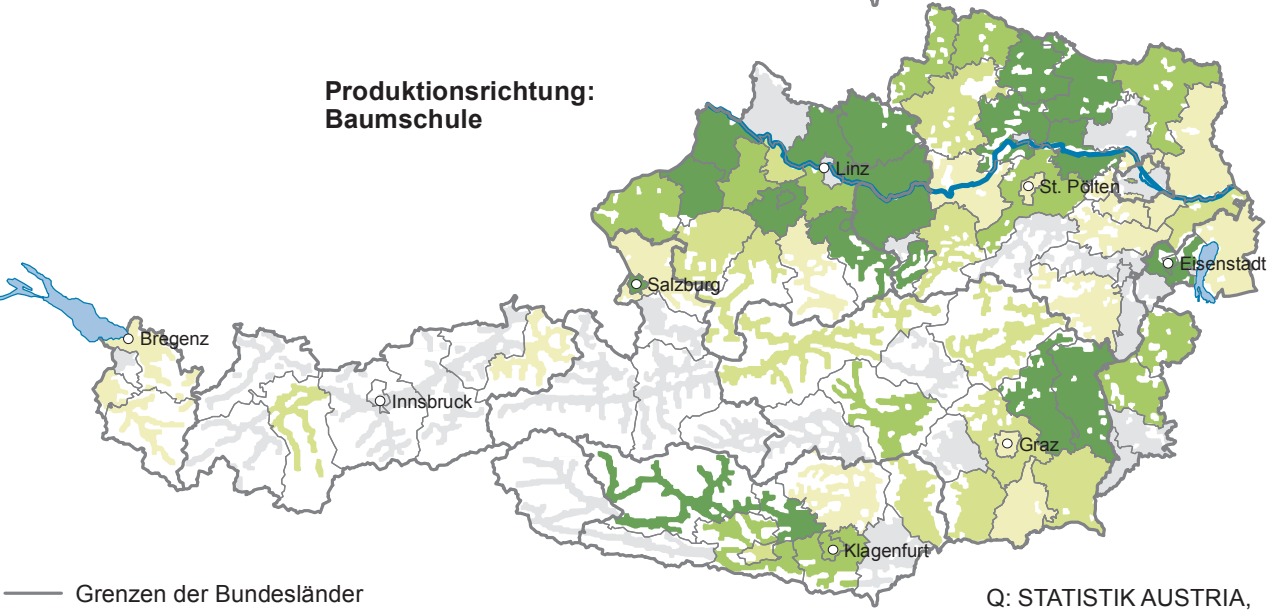 Produktionsrichtung:
Baumschule
Linz
St. Pölten
Eisenstadt
Salzburg
Bregenz
Innsbruck
Graz
Klagenfurt
Grenzen der Bundesländer
Q: STATISTIK AUSTRIA,